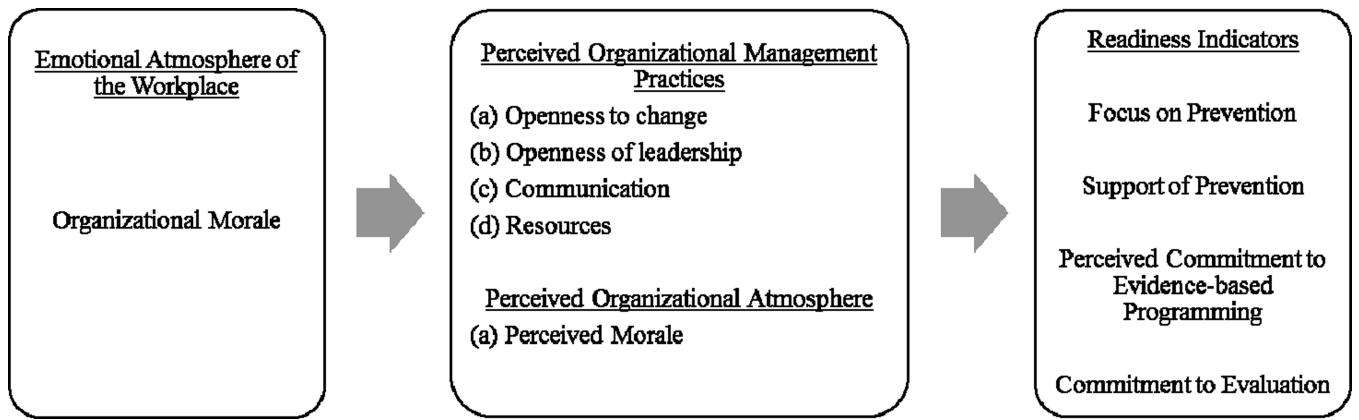 Emotional Atmosphere of
the Workplace
Organizational Morale
Perceived Organizational Management
Practices
(a) Openness to change
(b) Openness of leadership
(c) Communication
(d) Resources
Perceived Organizational Atmosphere
(a) Perceived Morale
Readiness Indicators
Focus on Prevention
Support of Prevention
Perceived Commitment to
Evidence-based
Programming
Commitment to Evaluation